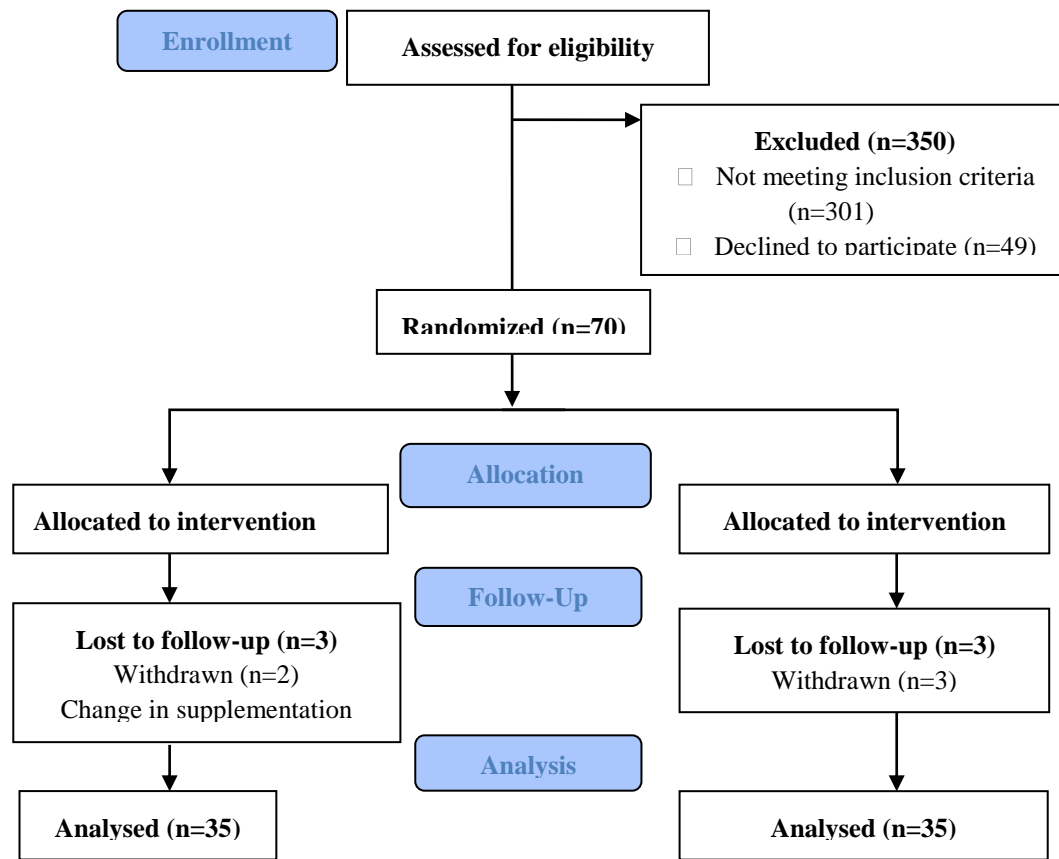 Enrollment
Assessed for eligibility
Excluded (n=350)
Not meeting inclusion criteria
(n=301)
Declined to participate (n=49)
Randomized (n=70)
Allocation
Allocated to intervention
Allocated to intervention
Follow-Up
Lost to follow-up (n=3)
Withdrawn (n=2)
Change in supplementation
Lost to follow-up (n=3)
Withdrawn (n=3)
Analysis
Analysed (n=35)
Analysed (n=35)